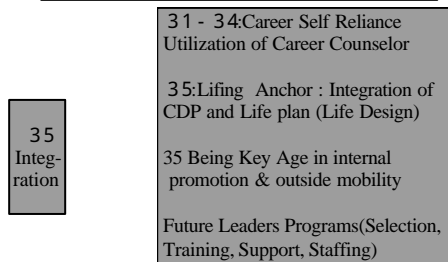 35
Integ-
ration
31 - 34:Career Self Reliance
Utilization of Career Counselor
35:Lifing Anchor : Integration of
CDP and Life plan (Life Design)
35 Being Key Age in internal
promotion & outside mobility
Future Leaders Programs(Selection,
Training, Support, Staffing)